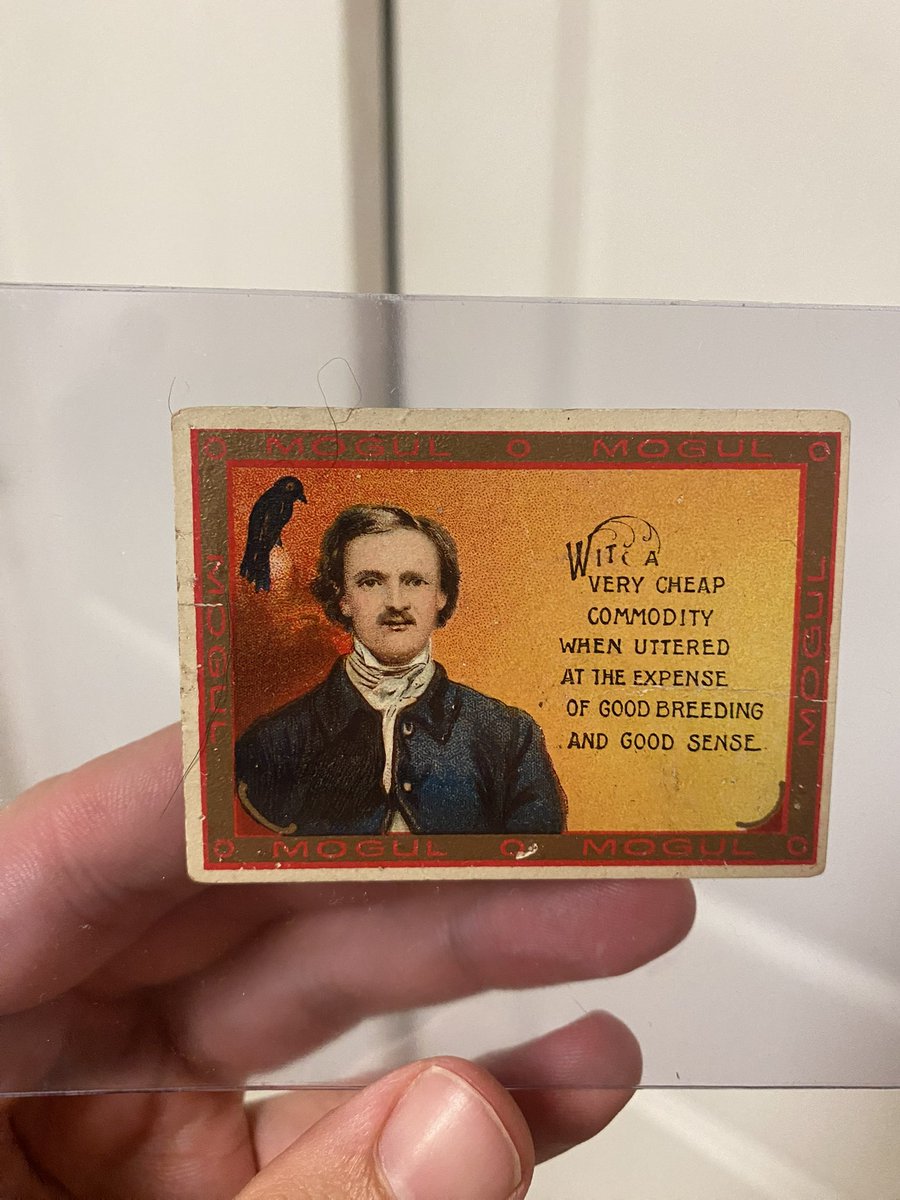 O MOGUL O MOGUL O
MOGUL
WIT
A
VERY CHEAP
COMMODITY
WHEN UTTERED
AT THE EXPENSE
OF GOOD BREEDING
AND GOOD SENSE
MOGUL
O MOGUL O MOGUL O